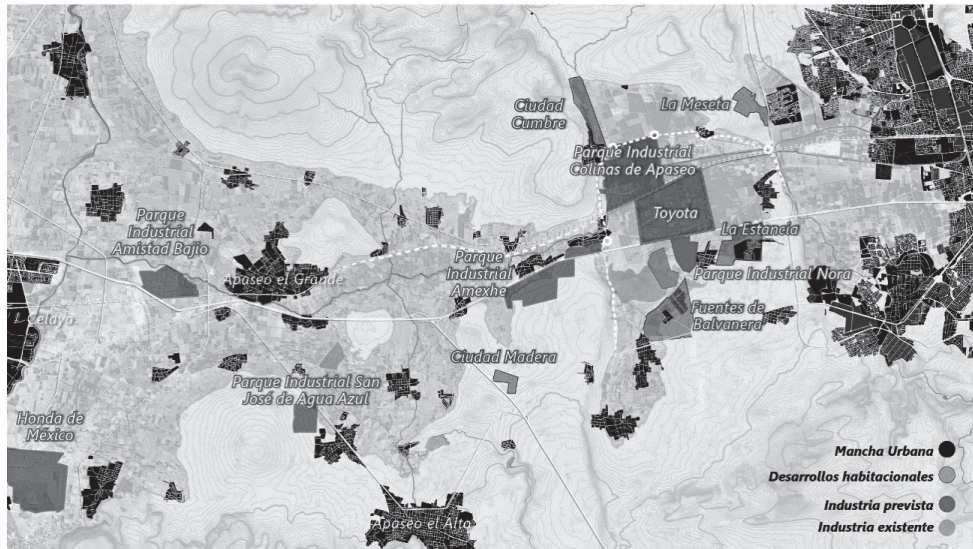 Ciudad
Cumbre
La Meseta
Parque Industrial
Colinas de Apaseo
Toyota
La Estancia
Parque
Industrial
Amistad Bajio
Apaseo el Grande
Parque
Industrial
Amexhe
Parque Industrial Nora
Fuentes de
Balvanera
Celaya
Ciudad Madera
Parque Industrial San
José de Agua Azul
Honda de
México
Apaseo el Alto
Mancha Urbana
Desarrollos habitacionales
Industria prevista
Industria existente